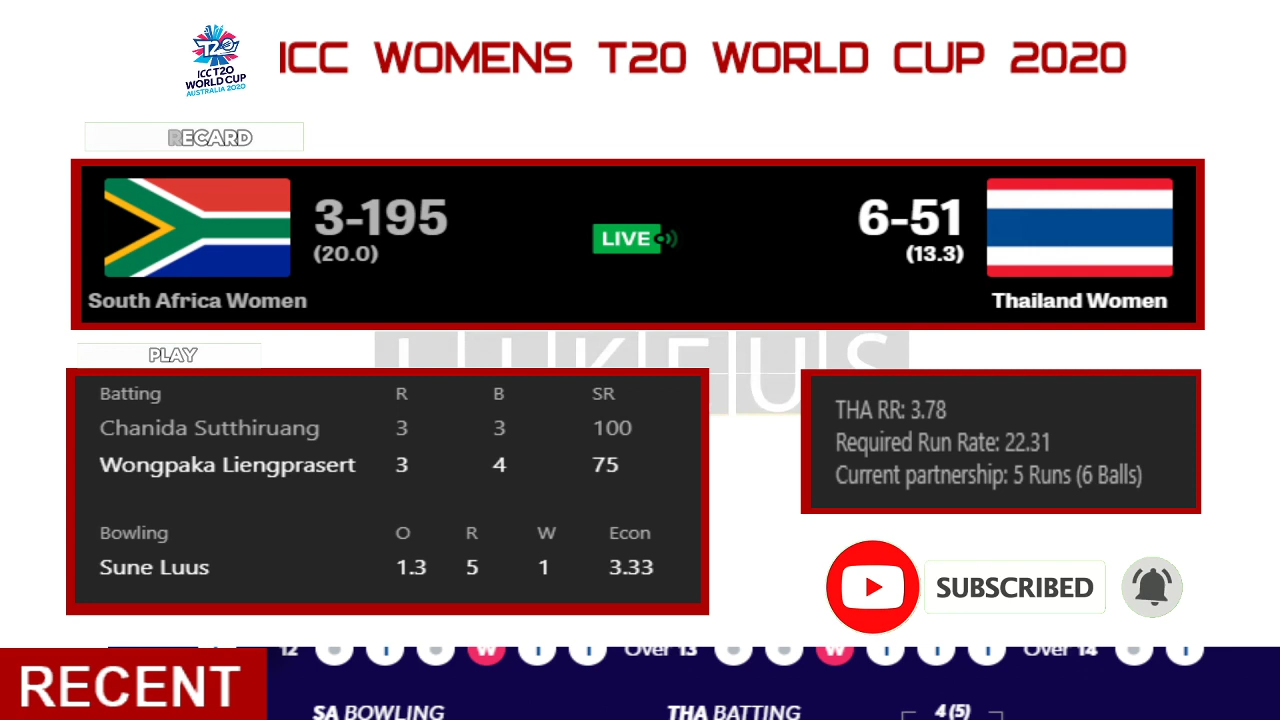 ICC WOMENS T20 WORLD CUP 2020
ICC T20
WORLD CUP
AUSTRALIA 2020
RECARD
3-195
(20.0)
South Africa Women
LIVE
6-51
(13.3)
Thailand Women
LIKE US
PLAY
Batting R B SR
Chanida Sutthiruang 3 3 100
Wongpaka Liengprasert 3 4 75
Bowling O R W Econ
Sune Luus 1.3 5 1 3.33
THA RR: 3.78
Required Run Rate: 22.31
Current partnership: 5 Runs (6 Balls)
SUBSCRIBED
RECENT
12 1 W 1 1 Over 13 W 1 1 1 Over 14 1
SA BOWLING THA BATTING 4 (5)